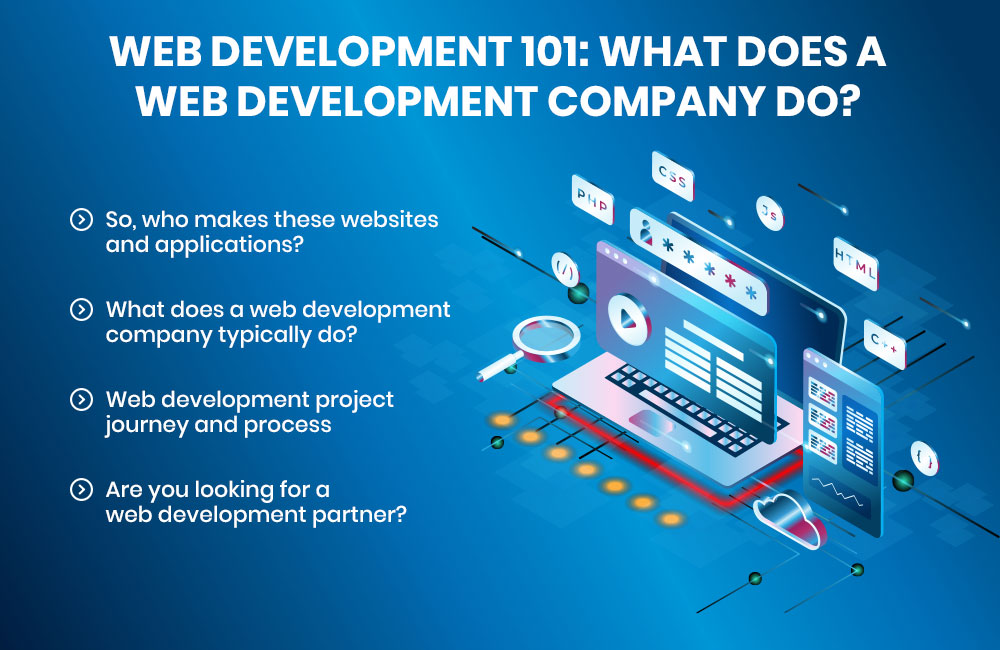 WEB DEVELOPMENT 101: WHAT DOES A
WEB DEVELOPMENT COMPANY DO?
So, who makes these websites
and applications?
What does a web development
company typically do?
Web development project
journey and process
Are you looking for a
web development partner?
CSS
PHP
Js
* * * * *
HTML
(/)
C++
{ }